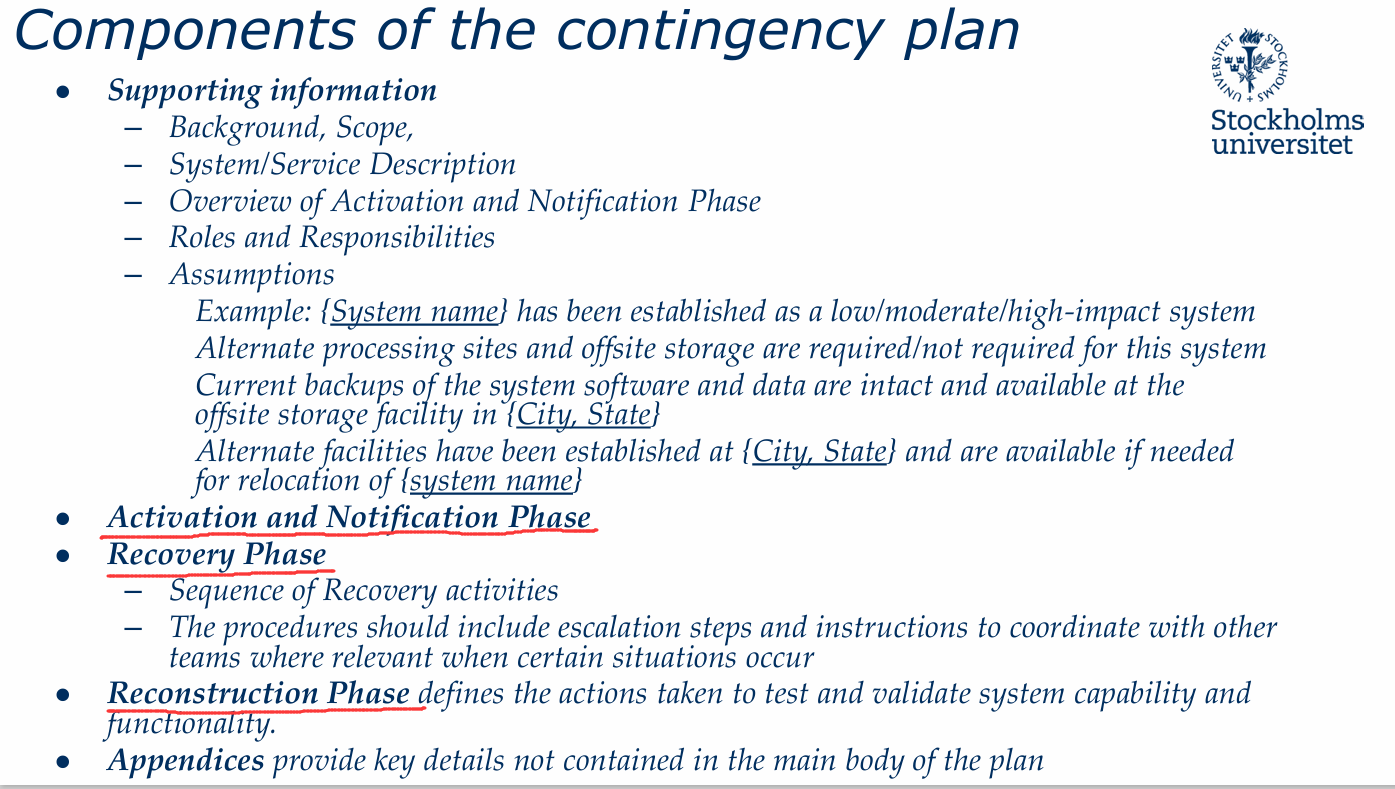 Components of the contingency plan
UNIVERSITET STOCKHOLMS
Stockholms
universitet
● Supporting information
– Background, Scope,
– System/Service Description
– Overview of Activation and Notification Phase
– Roles and Responsibilities
– Assumptions
Example: {System name} has been established as a low/moderate/high-impact system
Alternate processing sites and offsite storage are required/not required for this system
Current backups of the system software and data are intact and available at the
offsite storage facility in {City, State}
Alternate facilities have been established at {City, State} and are available if needed
for relocation of {system name}
● Activation and Notification Phase
● Recovery Phase
– Sequence of Recovery activities
– The procedures should include escalation steps and instructions to coordinate with other
teams where relevant when certain situations occur
● Reconstruction Phase defines the actions taken to test and validate system capability and
functionality.
● Appendices provide key details not contained in the main body of the plan